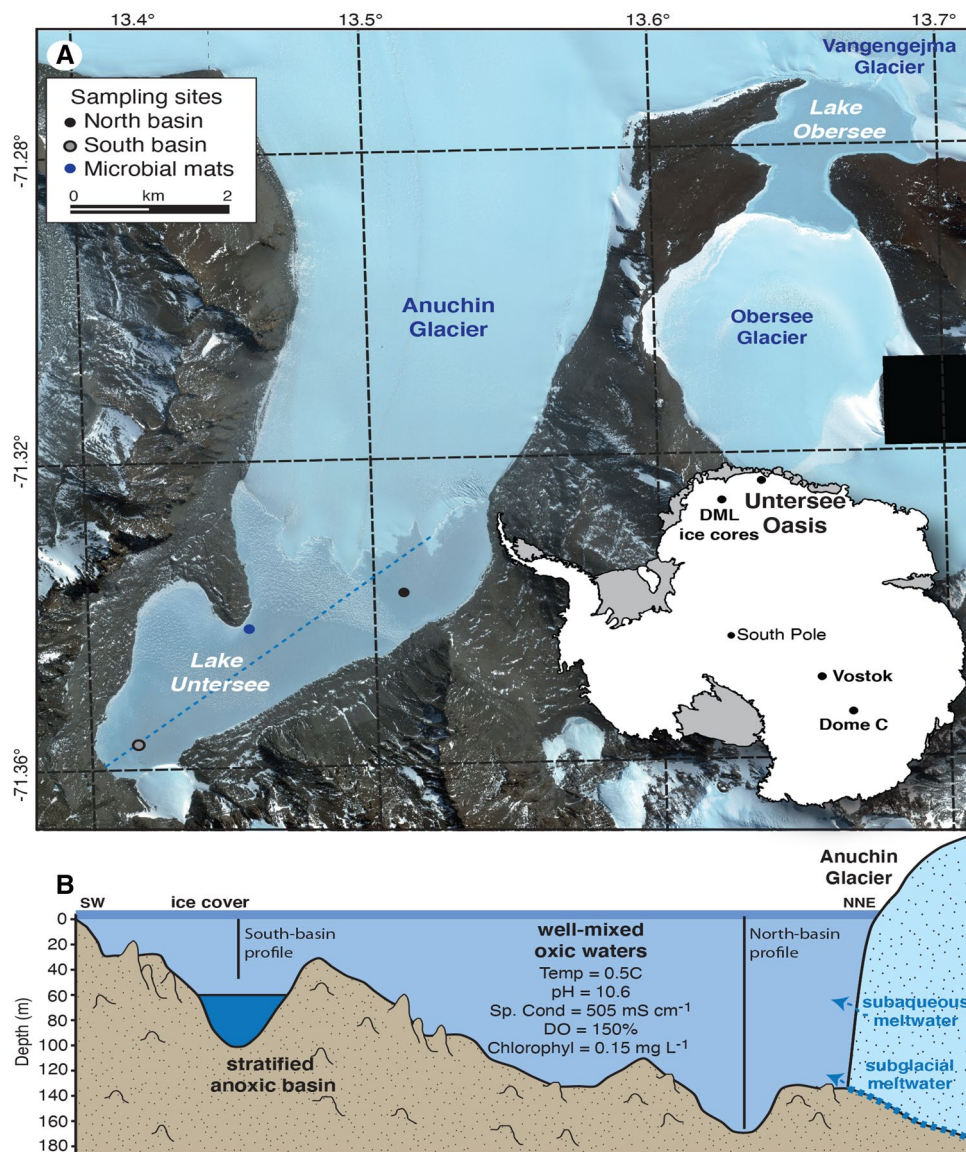 13.4°
13.5°
13.6°
13.7°
A
Sampling sites
North basin
South basin
Microbial mats
0 km 2
Vangengejma
Glacier
Lake
Obersee
-71.28°
Anuchin
Glacier
Obersee
Glacier
-71.32°
DML
ice cores
Untersee
Oasis
South Pole
Vostok
Dome C
Lake
Untersee
-71.36°
B
SW
ice cover
NNE
Anuchin
Glacier
Depth (m)
0
20
40
60
80
100
120
140
160
180
South-basin
profile
well-mixed
oxic waters
Temp = 0.5C
pH = 10.6
Sp. Cond = 505 mS cm⁻¹
DO = 150%
Chlorophyl = 0.15 mg L⁻¹
North-basin
profile
stratified
anoxic basin
subaqueous
meltwater
subglacial
meltwater